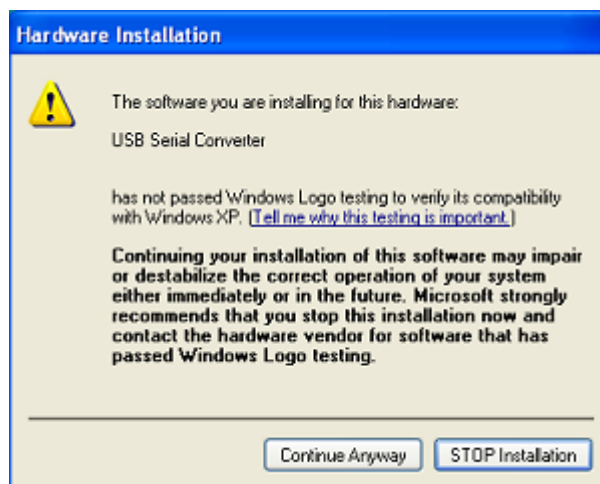 Hardware Installation
The software you are installing for this hardware:
USB Serial Converter
has not passed Windows Logo testing to verify its compatibility
with Windows XP. (Tell me why this testing is important.)
Continuing your installation of this software may impair
or destabilize the correct operation of your system
either immediately or in the future. Microsoft strongly
recommends that you stop this installation now and
contact the hardware vendor for software that has
passed Windows Logo testing.
Continue Anyway
STOP Installation